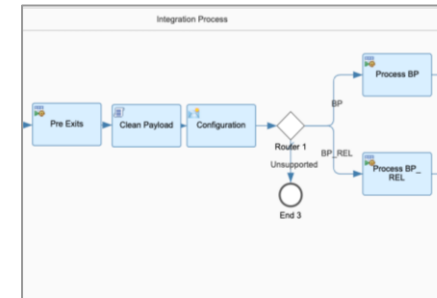 Integration Process
Process BP
BP
Pre Exits
Clean Payload
Configuration
Router 1
Unsupported
BP_REL
Process BP_
REL
End 3